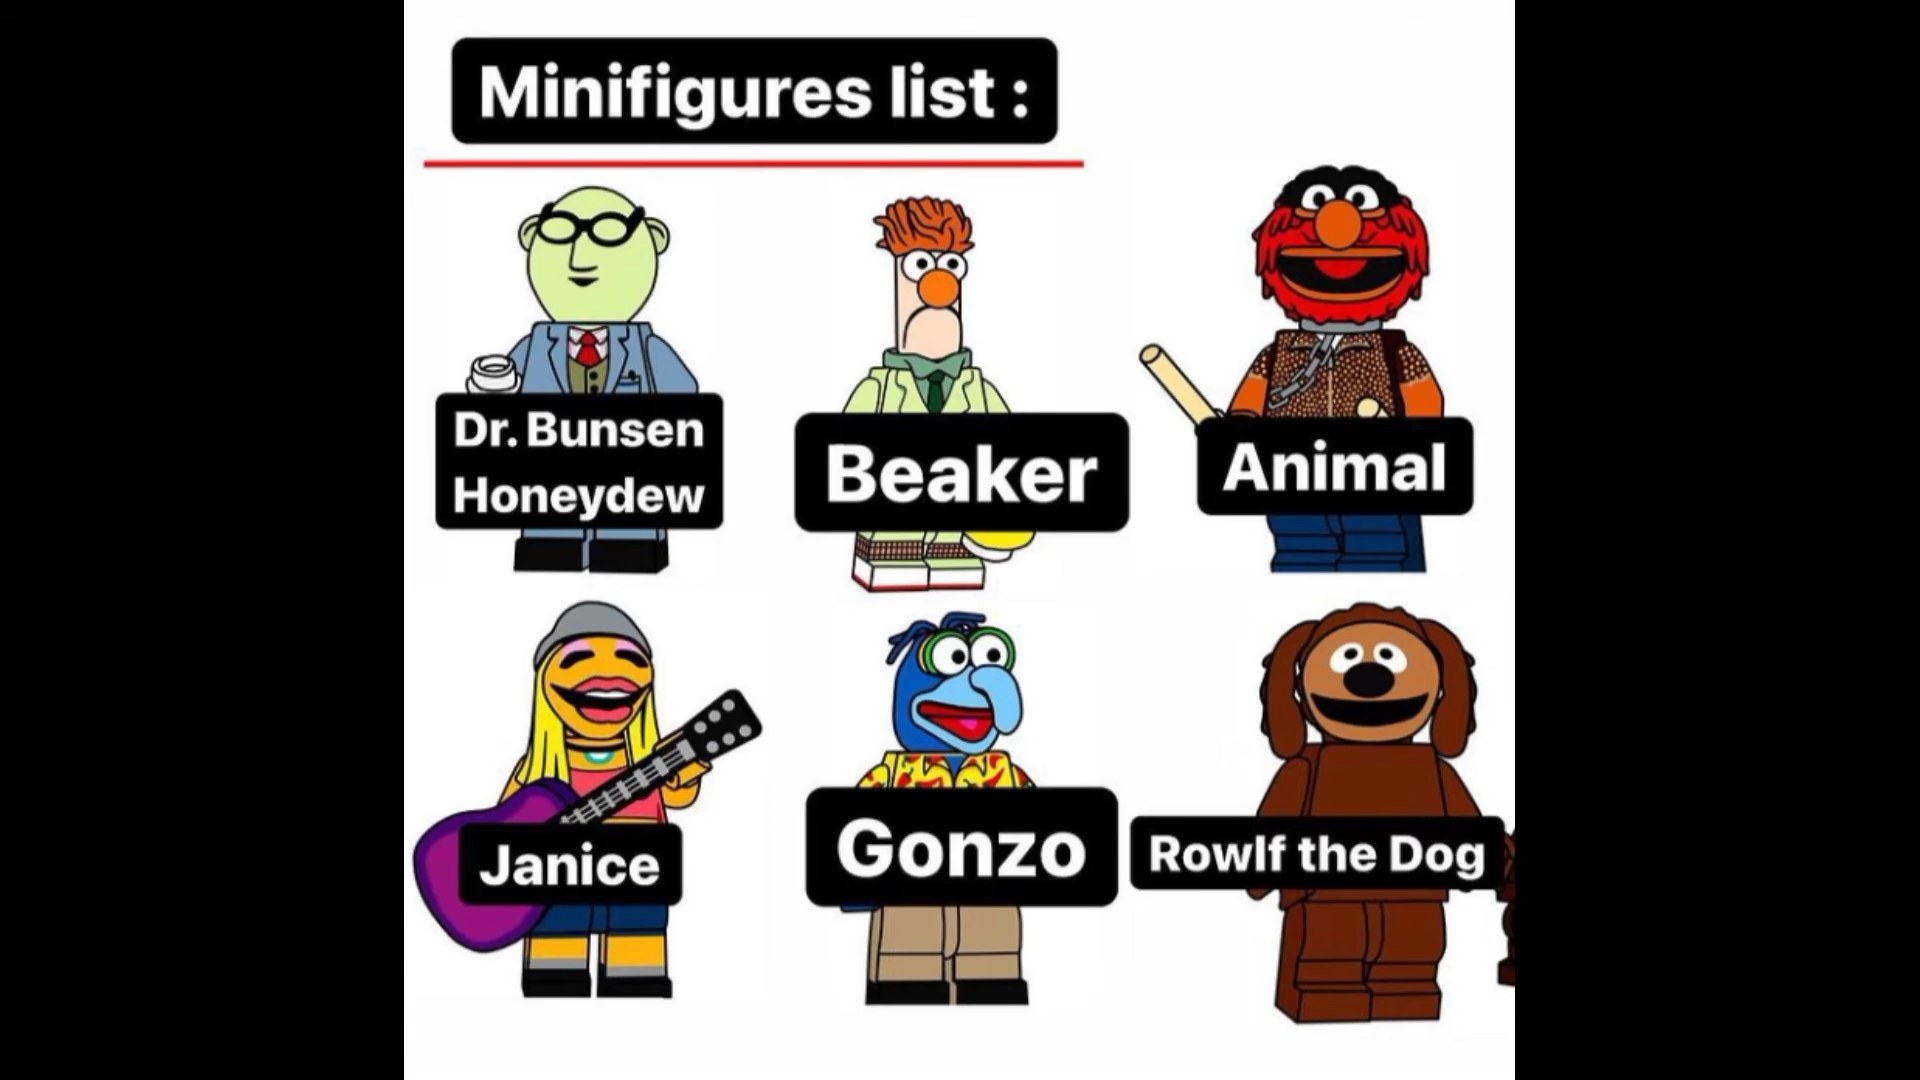 Minifigures list :
Dr. Bunsen
Honeydew
Beaker
Animal
Janice
Gonzo
Rowlf the Dog